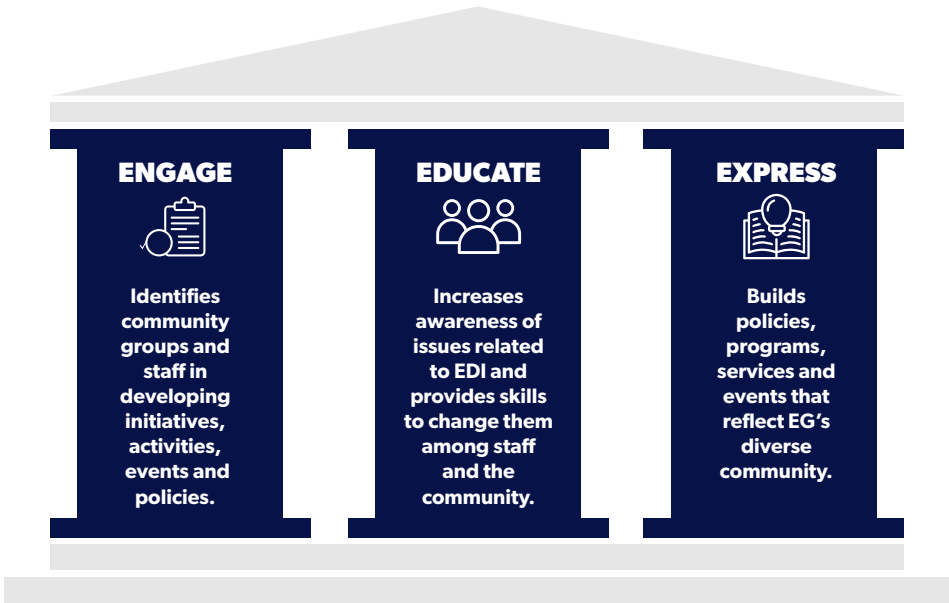 ENGAGE
Identifies
community
groups and
staff in
developing
initiatives,
activities,
events and
policies.
EDUCATE
Increases
awareness of
issues related
to EDI and
provides skills
to change them
among staff
and the
community.
EXPRESS
Builds
policies,
programs,
services and
events that
reflect EG’s
diverse
community.